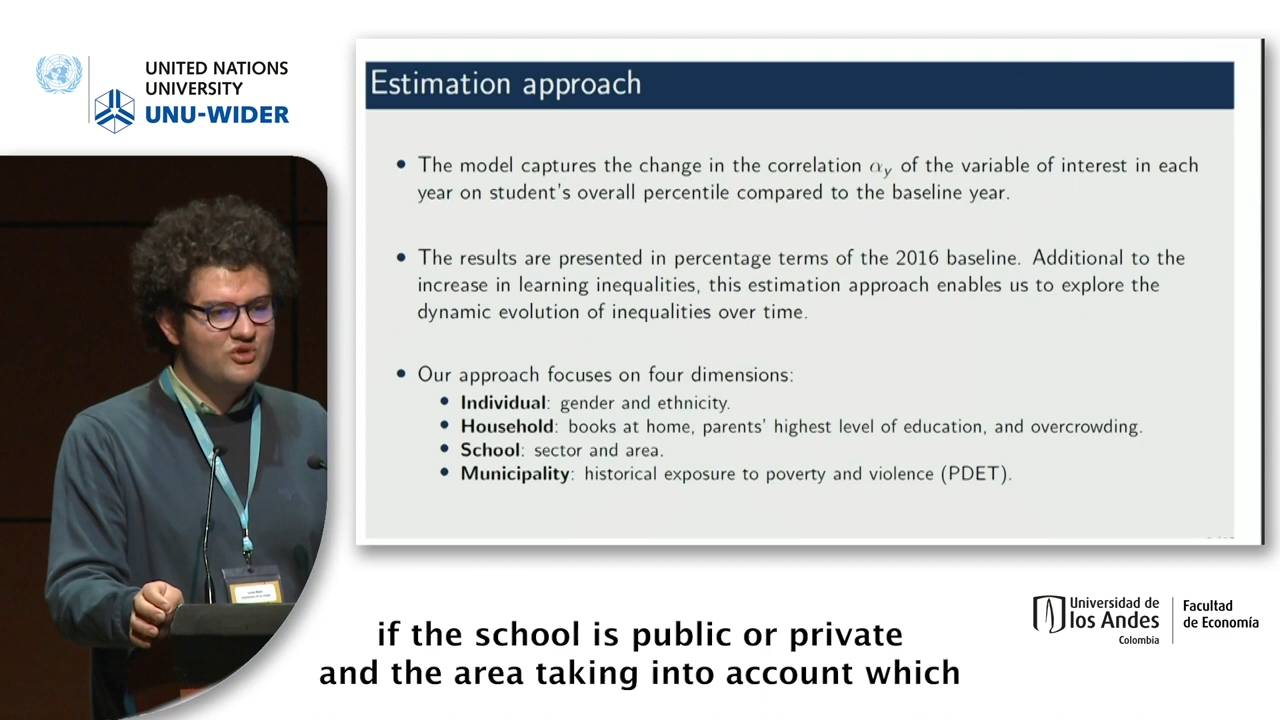 UNITED NATIONS
UNIVERSITY
UNU-WIDER
Estimation approach
• The model captures the change in the correlation αy of the variable of interest in each
year on student's overall percentile compared to the baseline year.
• The results are presented in percentage terms of the 2016 baseline. Additional to the
increase in learning inequalities, this estimation approach enables us to explore the
dynamic evolution of inequalities over time.
• Our approach focuses on four dimensions:
• Individual: gender and ethnicity.
• Household: books at home, parents' highest level of education, and overcrowding.
• School: sector and area.
• Municipality: historical exposure to poverty and violence (PDET).
if the school is public or private
and the area taking into account which
Universidad de
los Andes
Colombia
Facultad
de Economía